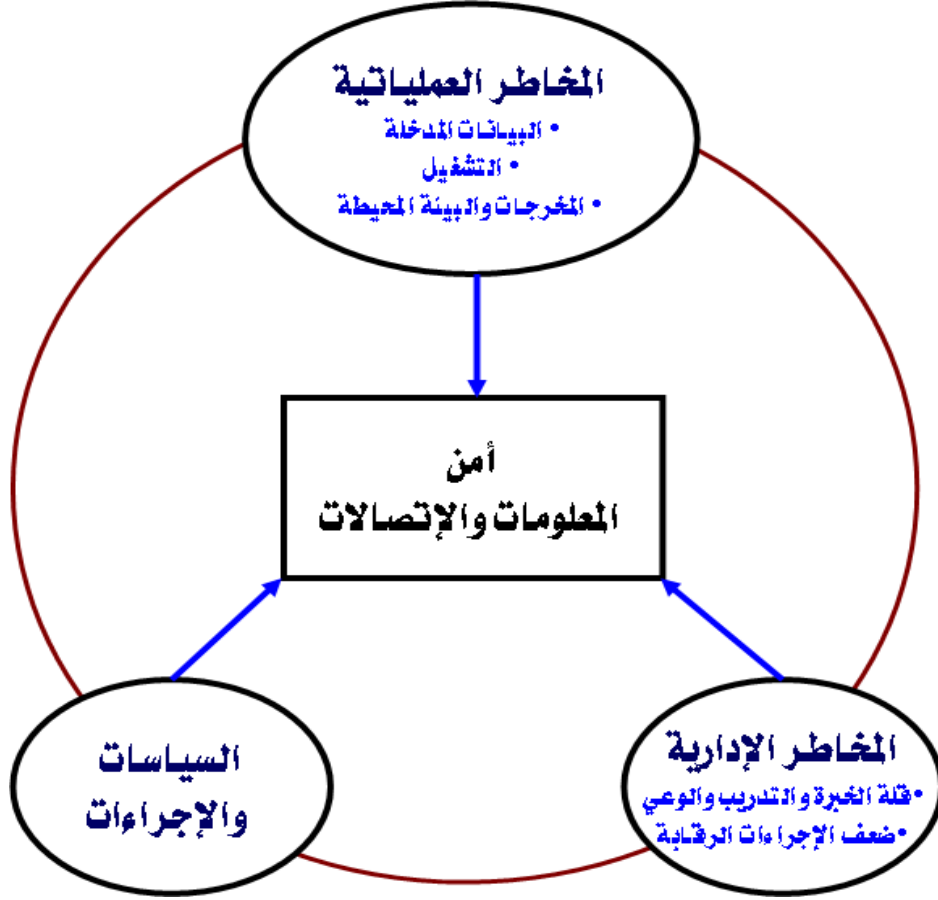 المخاطر العملياتية
• البيانات المدخلة
• التشغيل
• المخرجات والبيئة المحيطة
أمن
المعلومات والإتصالات
المخاطر الإدارية
•قلة الخبرة والتدريب والوعي
•ضعف الإجراءات الرقابة
السياسات
والإجراءات